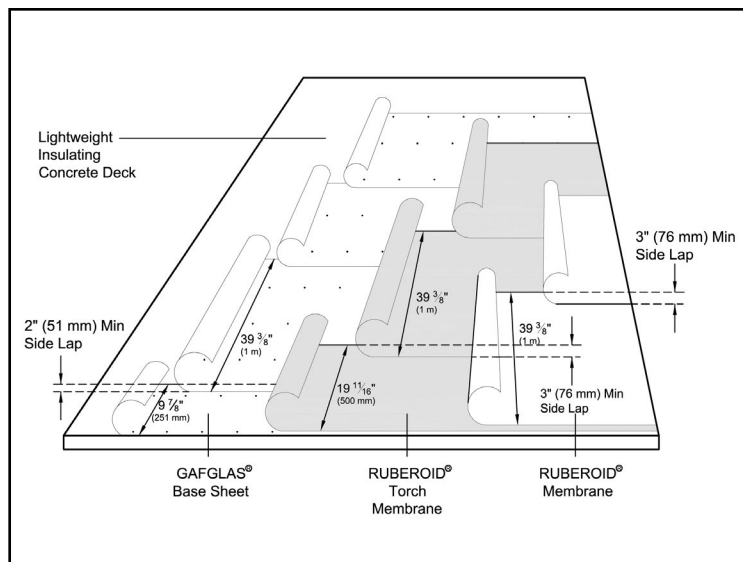 Lightweight
Insulating
Concrete Deck
3" (76 mm) Min
Side Lap
2" (51 mm) Min
Side Lap
39 3/8"
(1 m)
39 3/8"
(1 m)
39 3/8"
(1 m)
9 7/8"
(251 mm)
19 11/16"
(500 mm)
3" (76 mm) Min
Side Lap
GAFGLAS®
Base Sheet
RUBEROID®
Torch
Membrane
RUBEROID®
Membrane